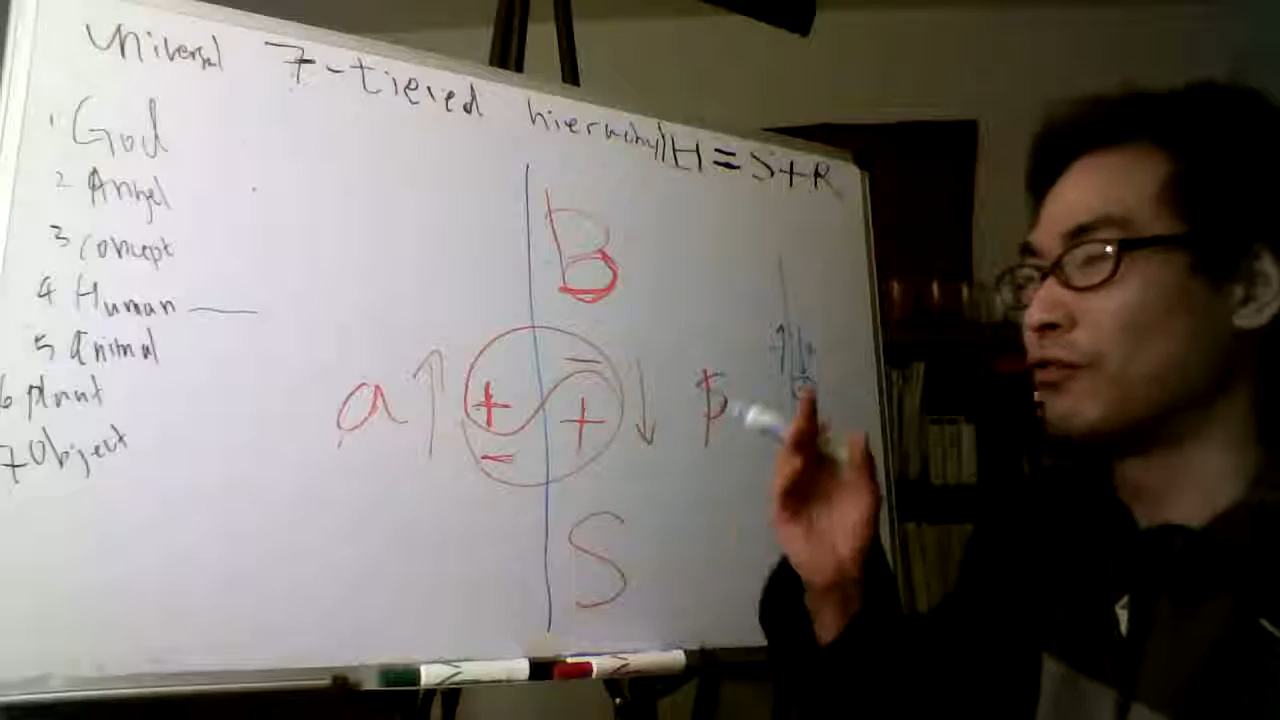 Universal 7-tiered hierarchy H = S+R
1 God
2 Angel
3 concept
4 Human
5 animal
6 plant
7 Object
B
a + - + -
S